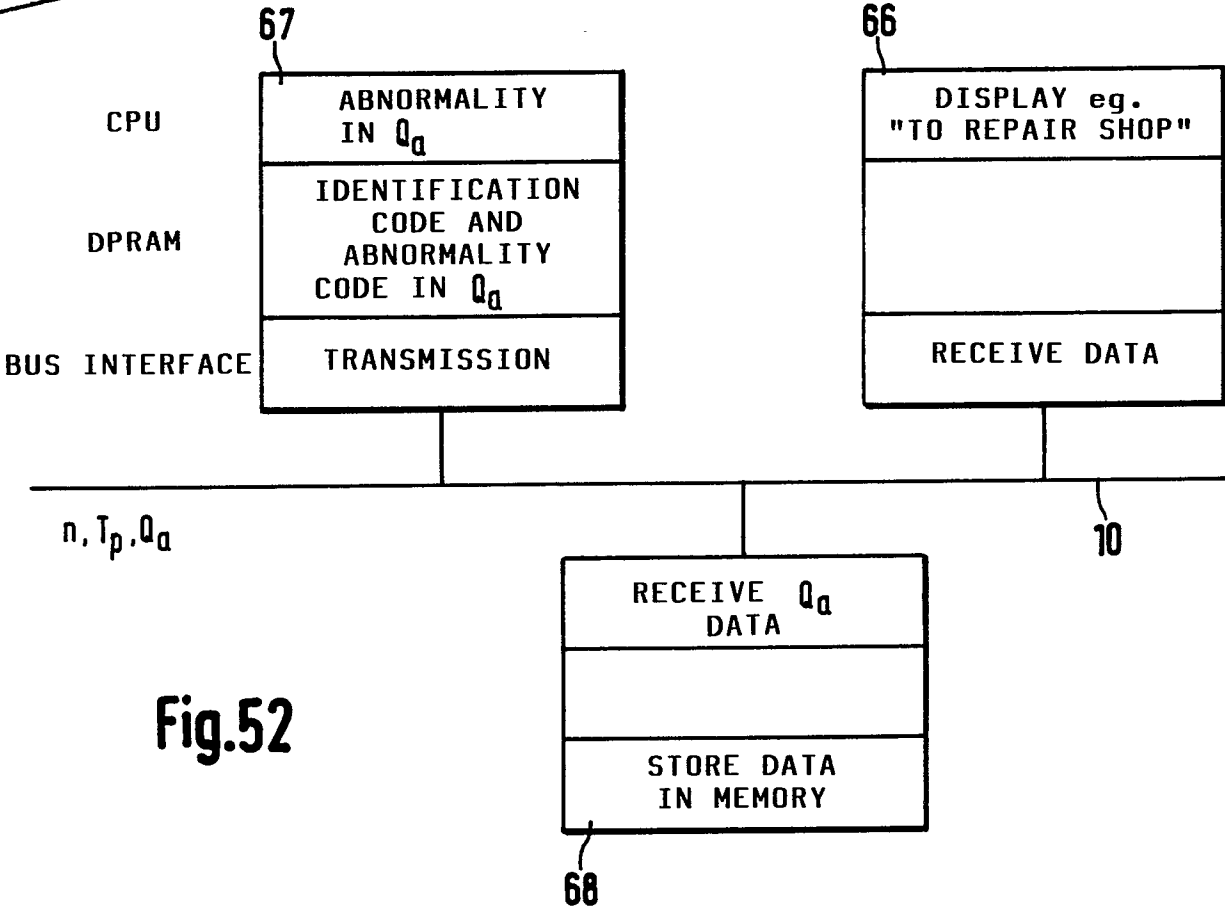 67
66
CPU
ABNORMALITY
IN Qa
DISPLAY eg.
"TO REPAIR SHOP"
DPRAM
IDENTIFICATION
CODE AND
ABNORMALITY
CODE IN Qa
BUS INTERFACE
TRANSMISSION
RECEIVE DATA
n, Tp, Qa
10
RECEIVE Qa
DATA
STORE DATA
IN MEMORY
68
Fig.52